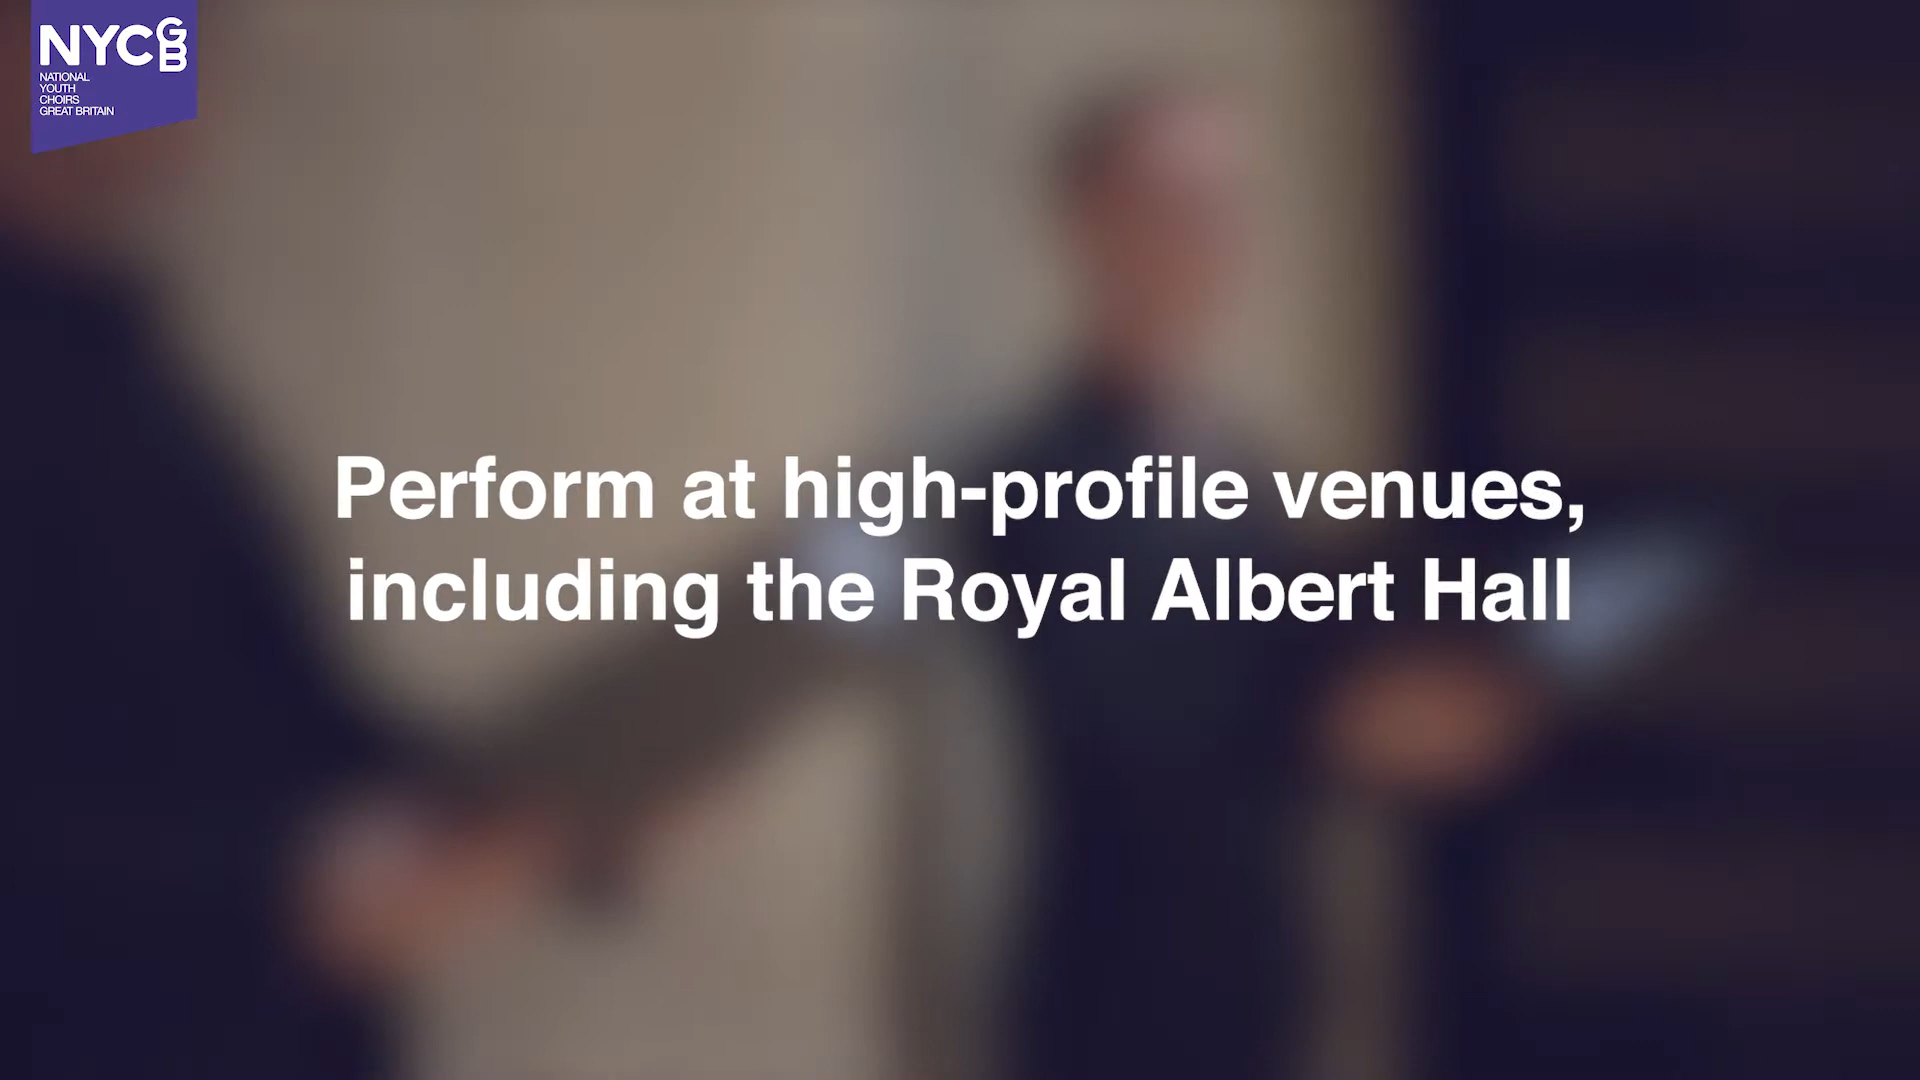 NYCGB
NATIONAL
YOUTH
CHOIRS
GREAT BRITAIN
Perform at high-profile venues,
including the Royal Albert Hall